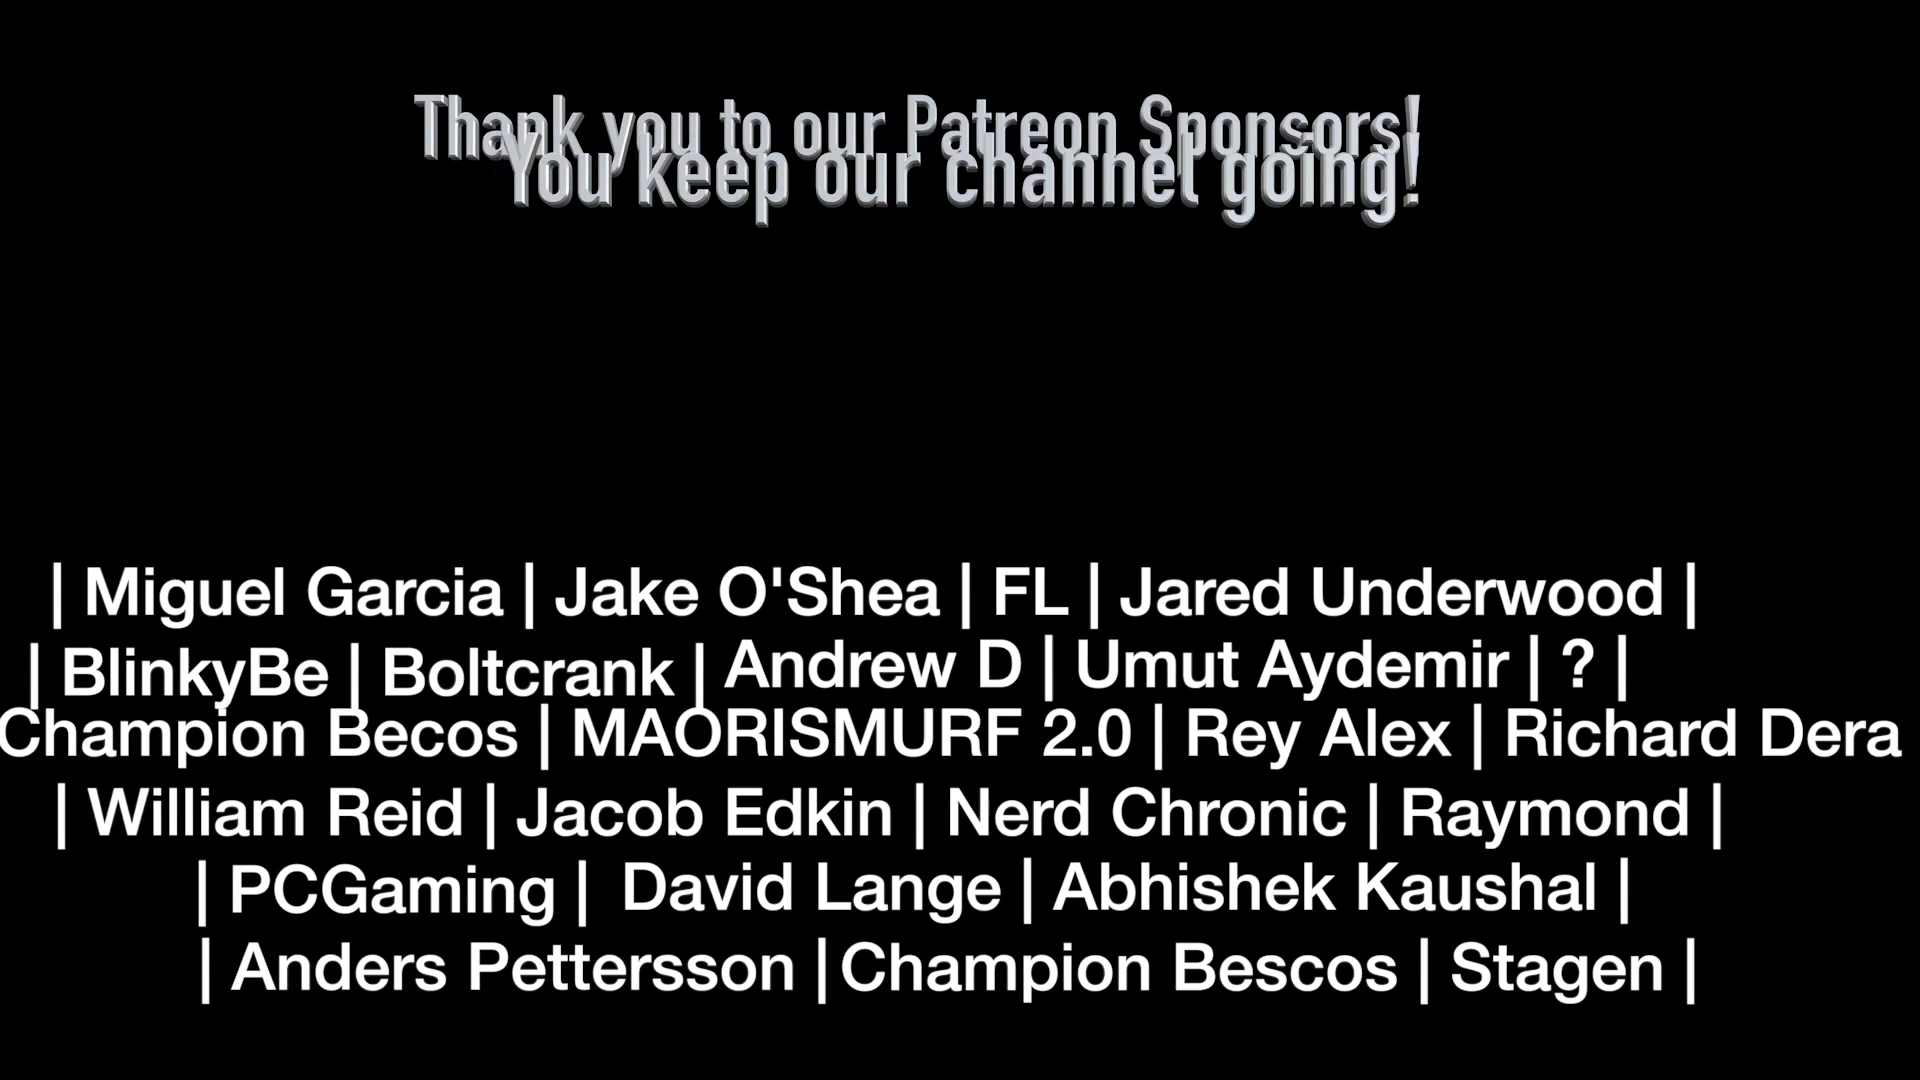 Thank you to our Patreon Sponsors!
You keep our channel going!
| Miguel Garcia | Jake O'Shea | FL | Jared Underwood |
| BlinkyBe | Boltcrank | Andrew D | Umut Aydemir | ? |
Champion Becos | MAORISMURF 2.0 | Rey Alex | Richard Dera
| William Reid | Jacob Edkin | Nerd Chronic | Raymond |
| PCGaming | David Lange | Abhishek Kaushal |
| Anders Pettersson | Champion Bescos | Stagen |